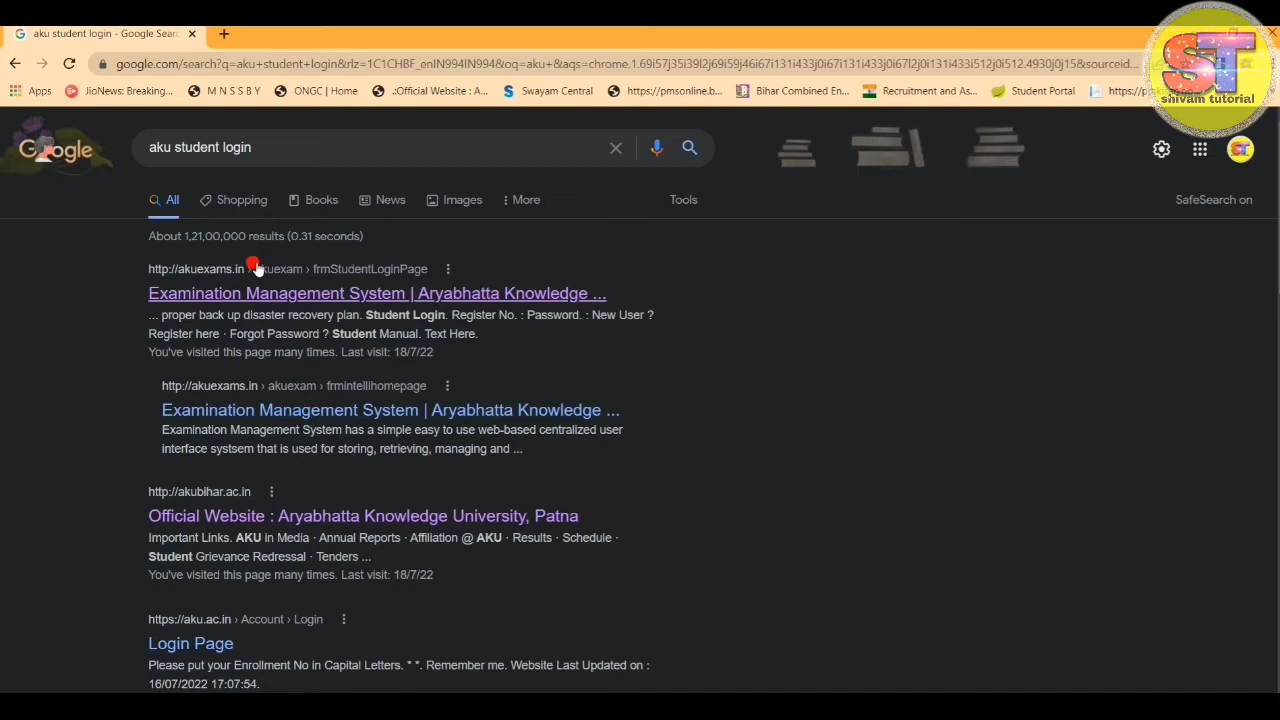 aku student login - Google Searc
google.com/search?q=aku+student+login&rlz=1C1CHBF_enIN994IN994&oq=aku+&aqs=chrome.1.69i57j35i39l2j69i59j46i67i131i433j0i67i131i433j0i67l2j0i131i433i512j0i512.4930j0j15&sourceid...
Apps JioNews: Breaking... M N S S B Y ONGC | Home .:Official Website : A... Swayam Central https://pmsonline.b... Bihar Combined En... Recruitment and As... Student Portal
ST
shivam tutorial
Google
aku student login
All Shopping Books News Images More Tools SafeSearch on
About 1,21,00,000 results (0.31 seconds)
http://akuexams.in › akuexam › frmStudentLoginPage
Examination Management System | Aryabhatta Knowledge ...
... proper back up disaster recovery plan. Student Login. Register No. : Password. : New User ?
Register here · Forgot Password ? Student Manual. Text Here.
You've visited this page many times. Last visit: 18/7/22
http://akuexams.in › akuexam › frmintellihomepage
Examination Management System | Aryabhatta Knowledge ...
Examination Management System has a simple easy to use web-based centralized user
interface systsem that is used for storing, retrieving, managing and ...
http://akubihar.ac.in
Official Website : Aryabhatta Knowledge University, Patna
Important Links. AKU in Media · Annual Reports · Affiliation @ AKU · Results · Schedule ·
Student Grievance Redressal · Tenders ...
You've visited this page many times. Last visit: 18/7/22
https://aku.ac.in › Account › Login
Login Page
Please put your Enrollment No in Capital Letters. * *. Remember me. Website Last Updated on :
16/07/2022 17:07:54.